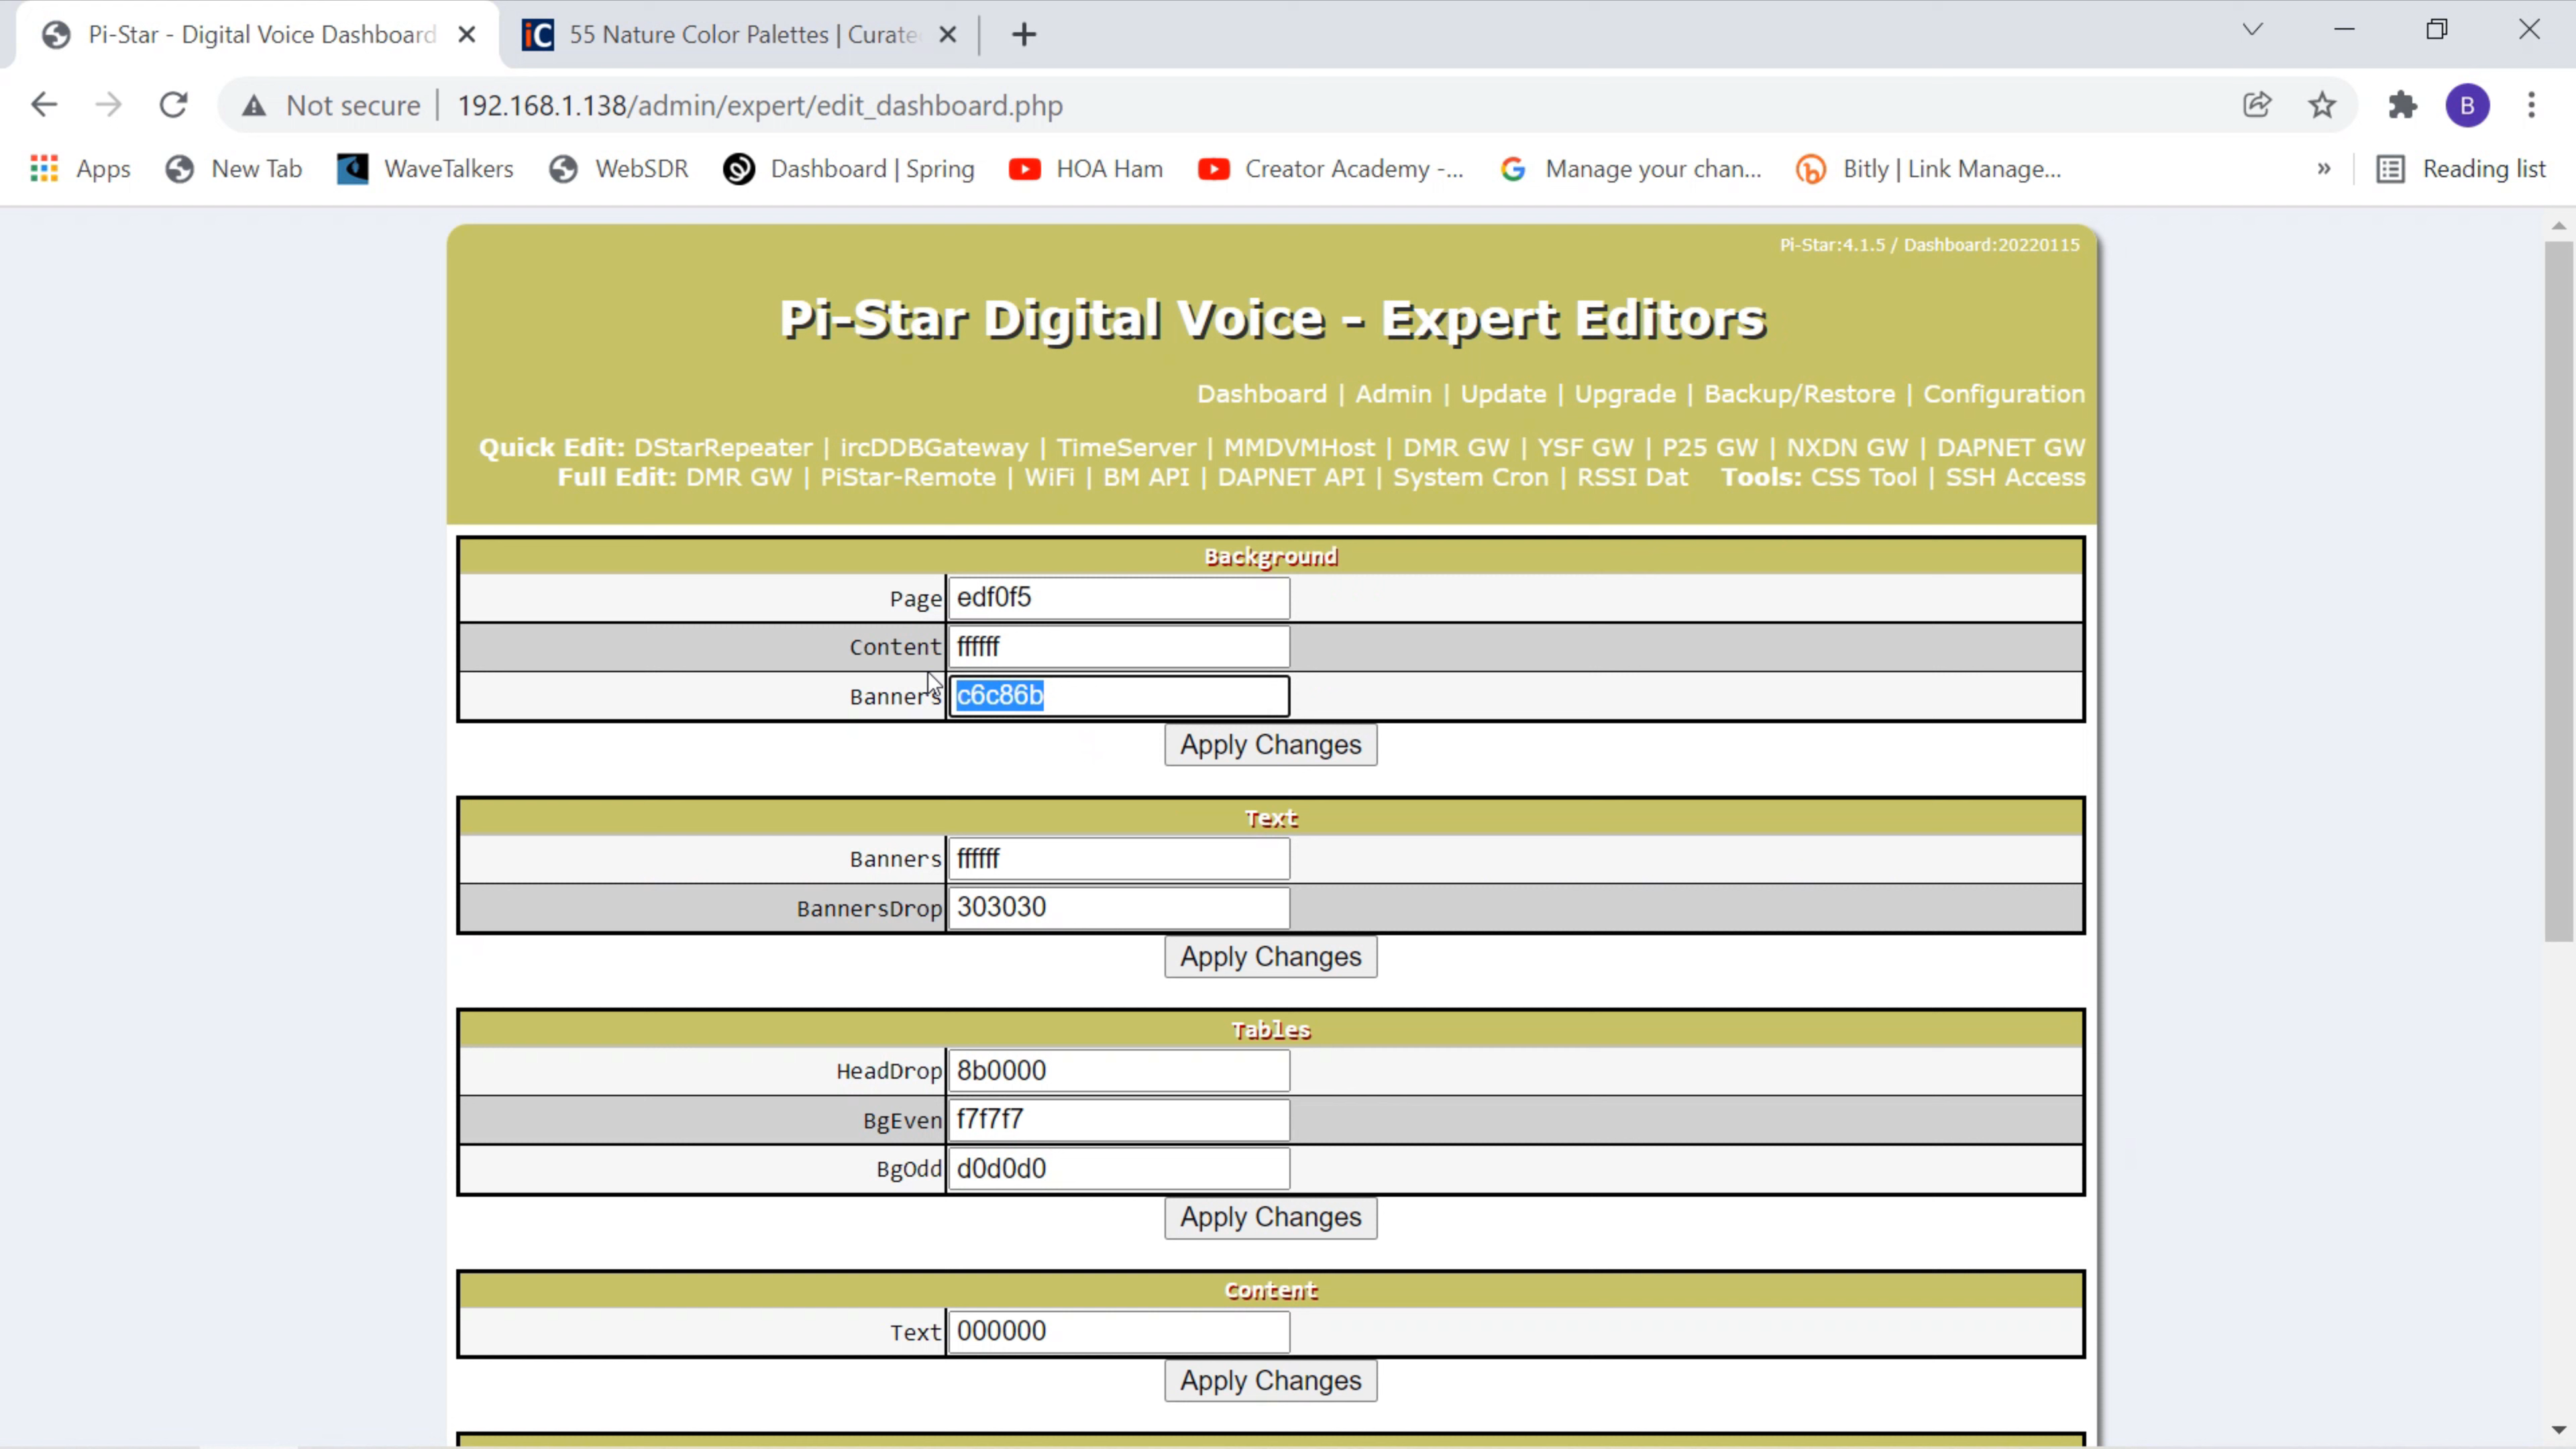 Pi-Star - Digital Voice Dashboard
iC 55 Nature Color Palettes | Curate
Not secure | 192.168.1.138/admin/expert/edit_dashboard.php B
Apps New Tab WaveTalkers WebSDR Dashboard | Spring HOA Ham Creator Academy -... Manage your chan... Bitly | Link Manage... » Reading list
Pi-Star:4.1.5 / Dashboard:20220115
Pi-Star Digital Voice - Expert Editors
Dashboard | Admin | Update | Upgrade | Backup/Restore | Configuration
Quick Edit: DStarRepeater | ircDDBGateway | TimeServer | MMDVMHost | DMR GW | YSF GW | P25 GW | NXDN GW | DAPNET GW
Full Edit: DMR GW | PiStar-Remote | WiFi | BM API | DAPNET API | System Cron | RSSI Dat Tools: CSS Tool | SSH Access
Background
Page edf0f5
Content ffffff
Banners c6c86b
Apply Changes
Text
Banners ffffff
BannersDrop 303030
Apply Changes
Tables
HeadDrop 8b0000
BgEven f7f7f7
BgOdd d0d0d0
Apply Changes
Content
Text 000000
Apply Changes